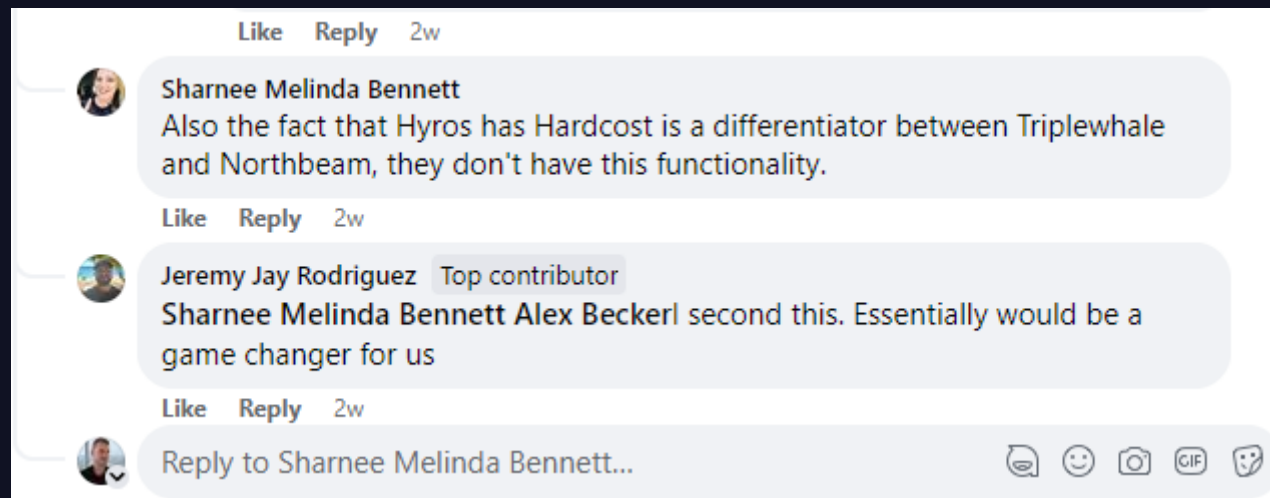 Like Reply 2w
Sharnee Melinda Bennett
Also the fact that Hyros has Hardcost is a differentiator between Triplewhale
and Northbeam, they don't have this functionality.
Like Reply 2w
Jeremy Jay Rodriguez Top contributor
Sharnee Melinda Bennett Alex BeckerI second this. Essentially would be a
game changer for us
Like Reply 2w
Reply to Sharnee Melinda Bennett...
GIF